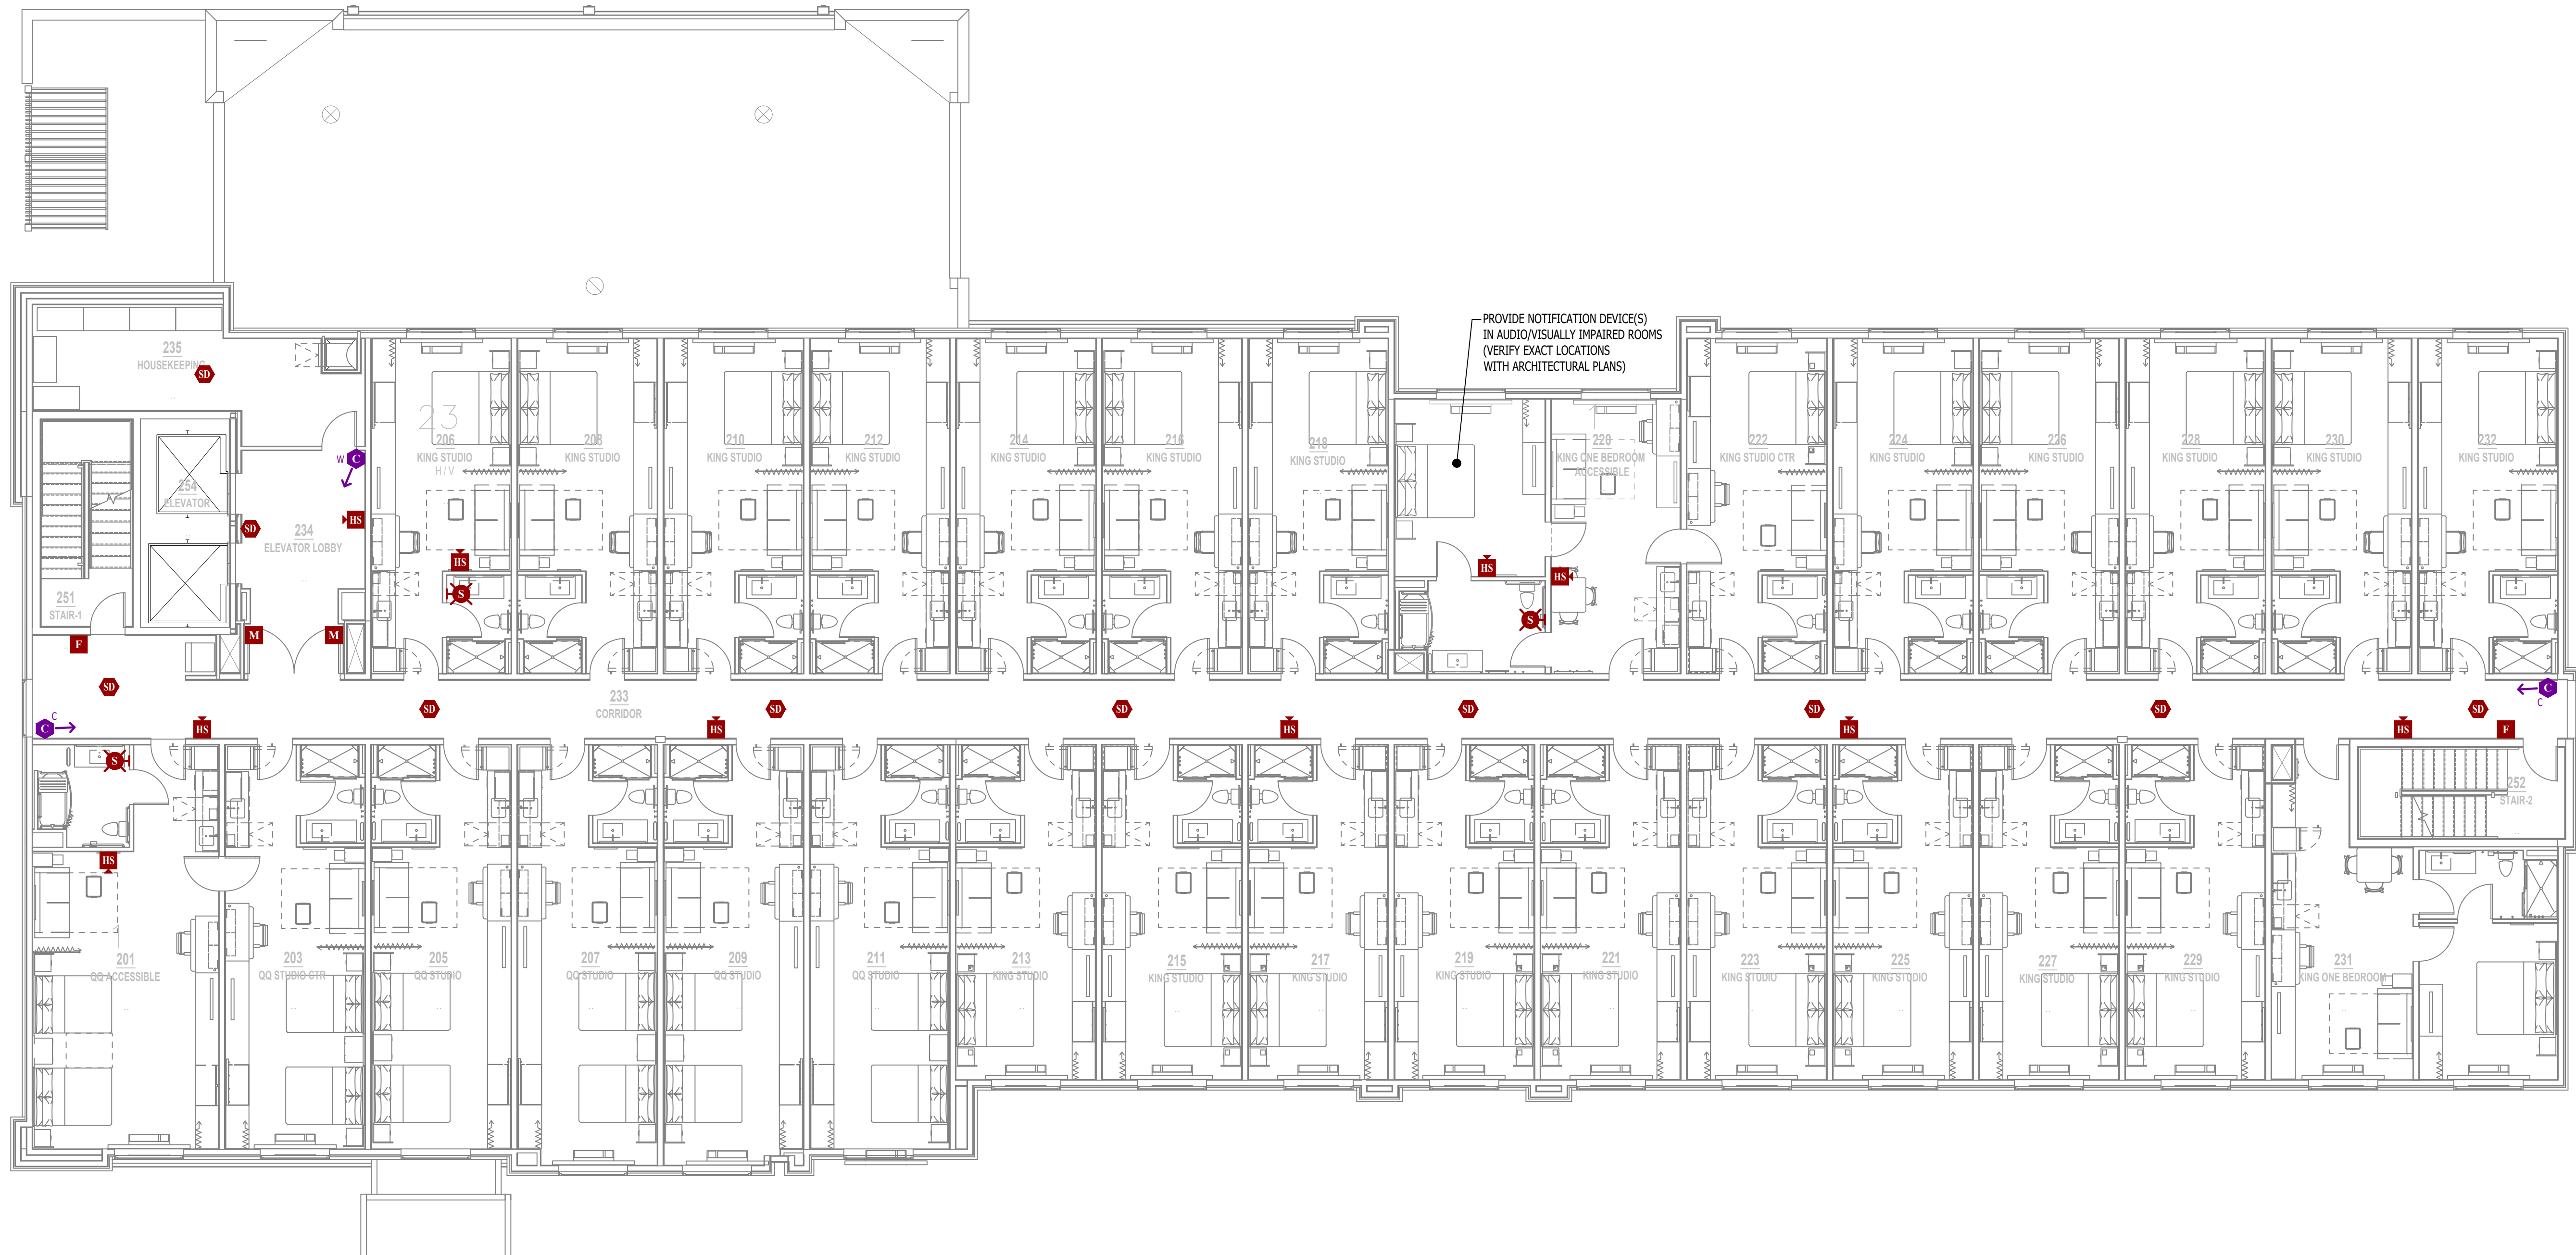 PROVIDE NOTIFICATION DEVICE(S)
IN AUDIO/VISUALLY IMPAIRED ROOMS
(VERIFY EXACT LOCATIONS
WITH ARCHITECTURAL PLANS)
235
HOUSEKEEPING
SD
254
ELEVATOR
SD
234
ELEVATOR LOBBY
W
C
HS
251
STAIR-1
F
M
M
23
206
KING STUDIO
H / V
HS
S
208
KING STUDIO
210
KING STUDIO
212
KING STUDIO
214
KING STUDIO
216
KING STUDIO
218
KING STUDIO
HS
S
HS
220
KING ONE BEDROOM
ACCESSIBLE
222
KING STUDIO CTR
224
KING STUDIO
226
KING STUDIO
228
KING STUDIO
230
KING STUDIO
232
KING STUDIO
SD
C
C
HS
SD
233
CORRIDOR
HS
SD
SD
HS
SD
SD
HS
SD
HS
SD
F
C
C
S
HS
201
QQ ACCESSIBLE
203
QQ STUDIO CTR
205
QQ STUDIO
207
QQ STUDIO
209
QQ STUDIO
211
QQ STUDIO
213
KING STUDIO
215
KING STUDIO
217
KING STUDIO
219
KING STUDIO
221
KING STUDIO
223
KING STUDIO
225
KING STUDIO
227
KING STUDIO
229
KING STUDIO
231
KING ONE BEDROOM
252
STAIR-2